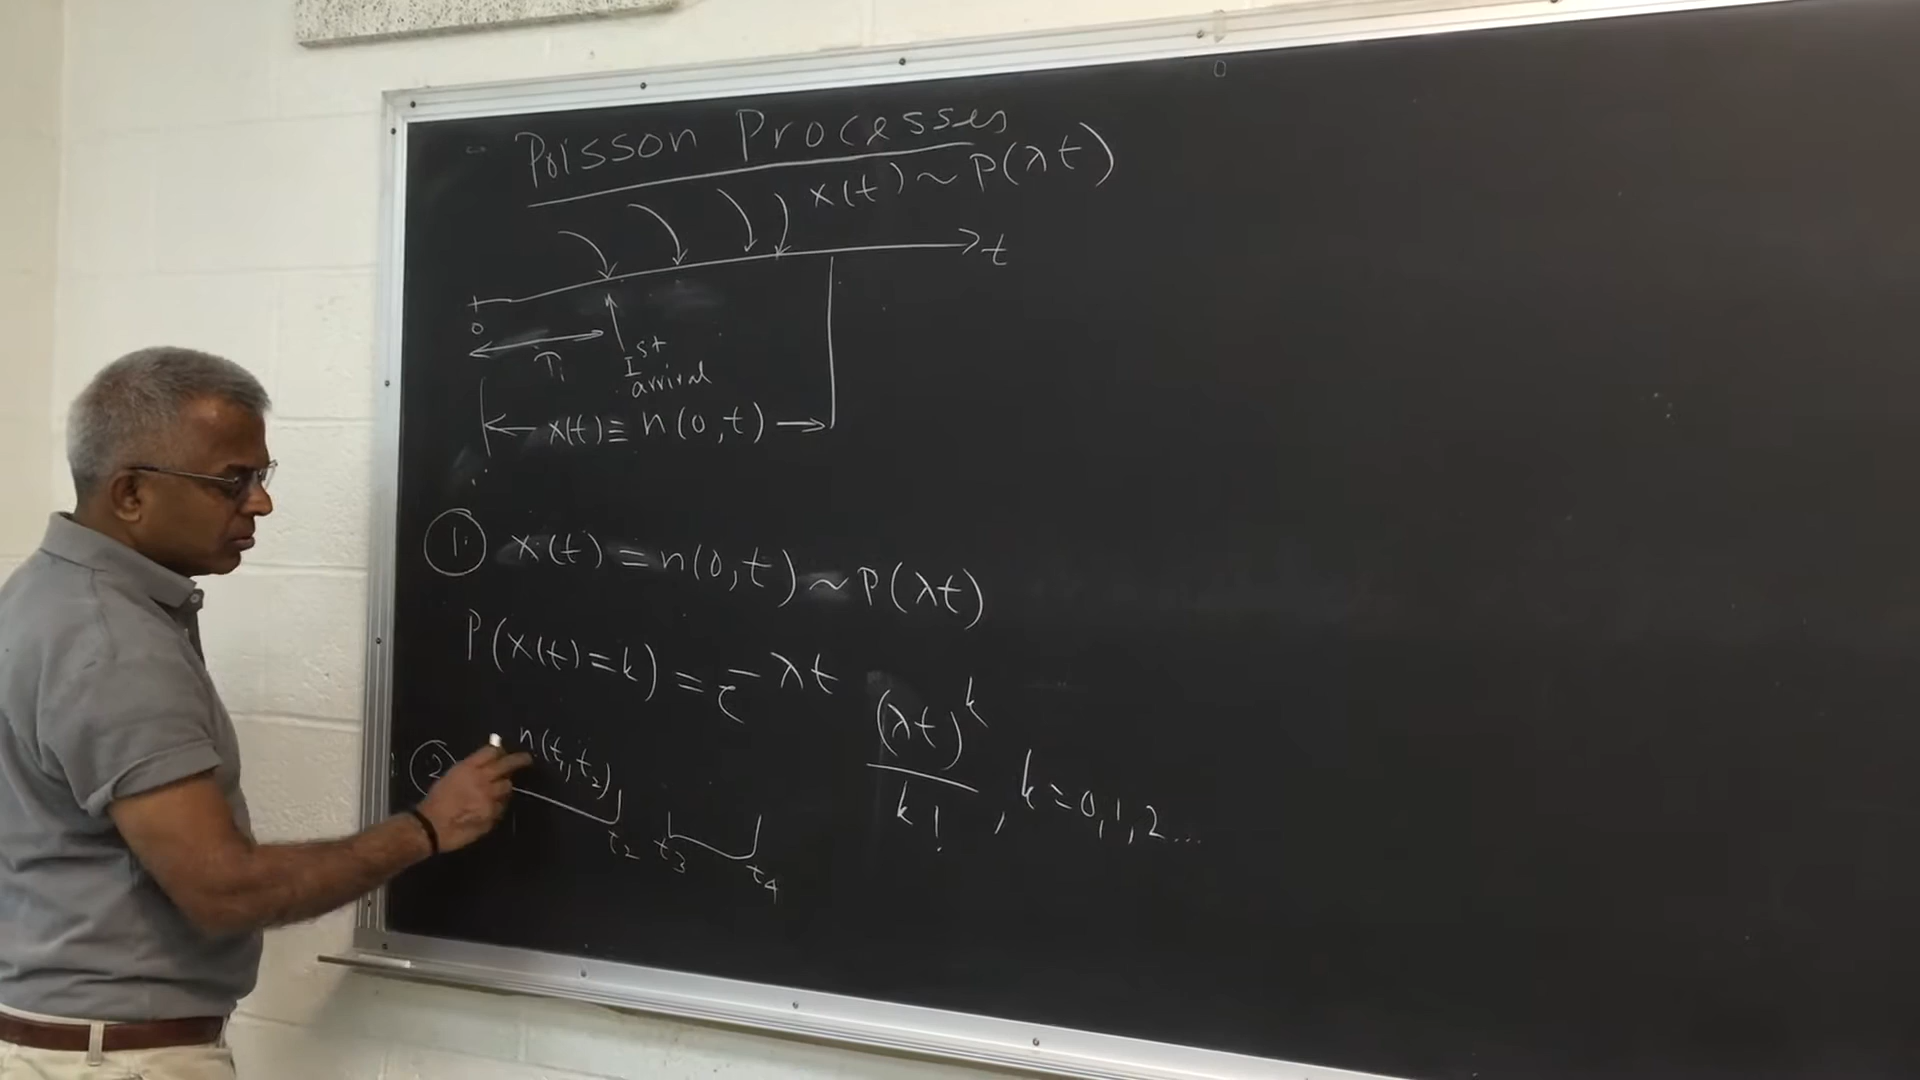 Poisson Processes
x(t) ~ P(λt)
t
0
T₁
1st
arrival
x(t) ≡ n(0,t)
① x(t) = n(0,t) ~ P(λt)
P(x(t)=k) = e^{-λt} (λt)^k / k! , k=0,1,2...
② n(t₁,t₂)
t₂ t₃ t₄